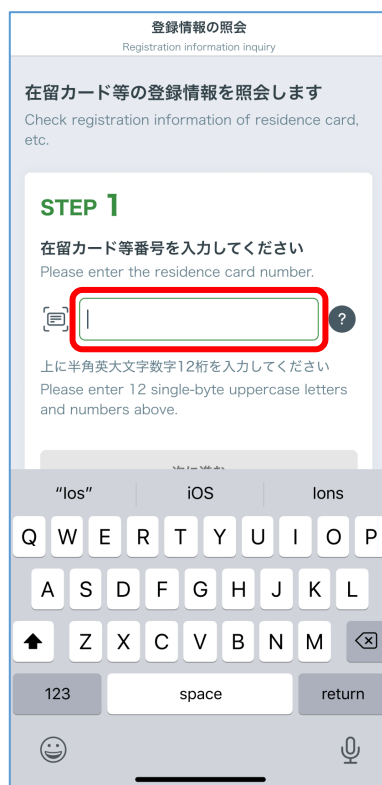 登録情報の照会
Registration information inquiry
在留カード等の登録情報を照会します
Check registration information of residence card,
etc.
STEP 1
在留カード等番号を入力してください
Please enter the residence card number.
?
上に半角英大文字数字12桁を入力してください
Please enter 12 single-byte uppercase letters
and numbers above.
"Ios" iOS Ions
Q W E R T Y U I O P
A S D F G H J K L
Z X C V B N M
123 space return